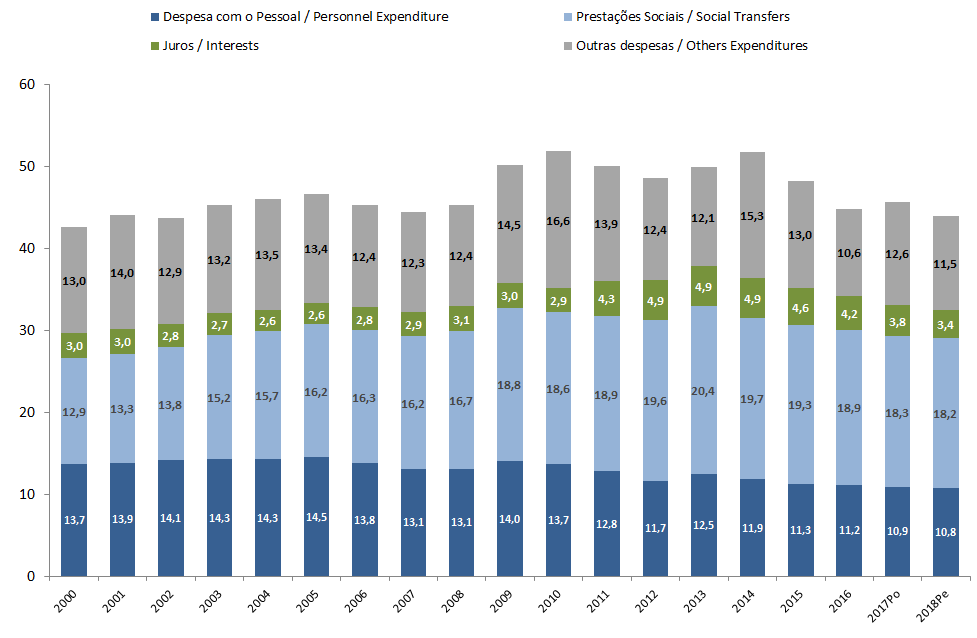 Despesa com o Pessoal / Personnel Expenditure
Prestações Sociais / Social Transfers
Juros / Interests
Outras despesas / Others Expenditures
60
50
40
30
20
10
0
13,0 14,0 12,9 13,2 13,5 13,4 12,4 12,3 12,4 14,5 16,6 13,9 12,4 12,1 15,3 13,0 10,6 12,6 11,5
3,0 3,0 2,8 2,7 2,6 2,6 2,8 2,9 3,1 3,0 2,9 4,3 4,9 4,9 4,9 4,6 4,2 3,8 3,4
12,9 13,3 13,8 15,2 15,7 16,2 16,3 16,2 16,7 18,8 18,6 18,9 19,6 20,4 19,7 19,3 18,9 18,3 18,2
13,7 13,9 14,1 14,3 14,3 14,5 13,8 13,1 13,1 14,0 13,7 12,8 11,7 12,5 11,9 11,3 11,2 10,9 10,8
2000 2001 2002 2003 2004 2005 2006 2007 2008 2009 2010 2011 2012 2013 2014 2015 2016 2017Po 2018Pe